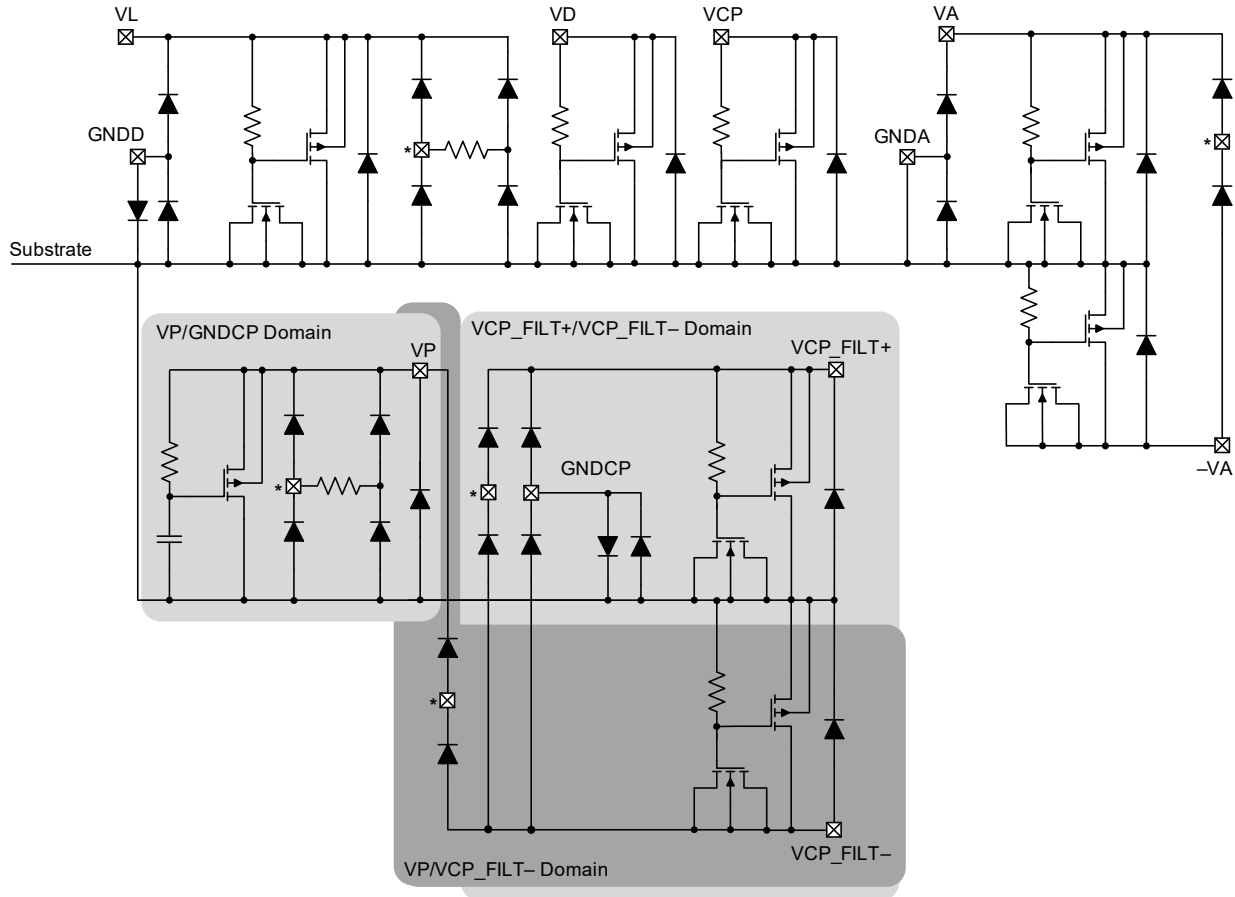 VL
VD
VCP
VA
GNDD
GNDA
*
*
Substrate
VP/GNDCP Domain
VCP_FILT+/VCP_FILT– Domain
VP
VCP_FILT+
GNDCP
*
*
–VA
*
VCP_FILT–
VP/VCP_FILT– Domain